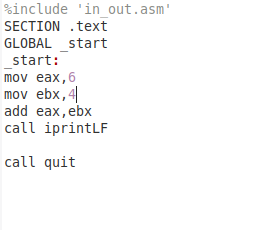 %include 'in_out.asm'
SECTION .text
GLOBAL _start
_start:
mov eax,6
mov ebx,4
add eax,ebx
call iprintLF
call quit